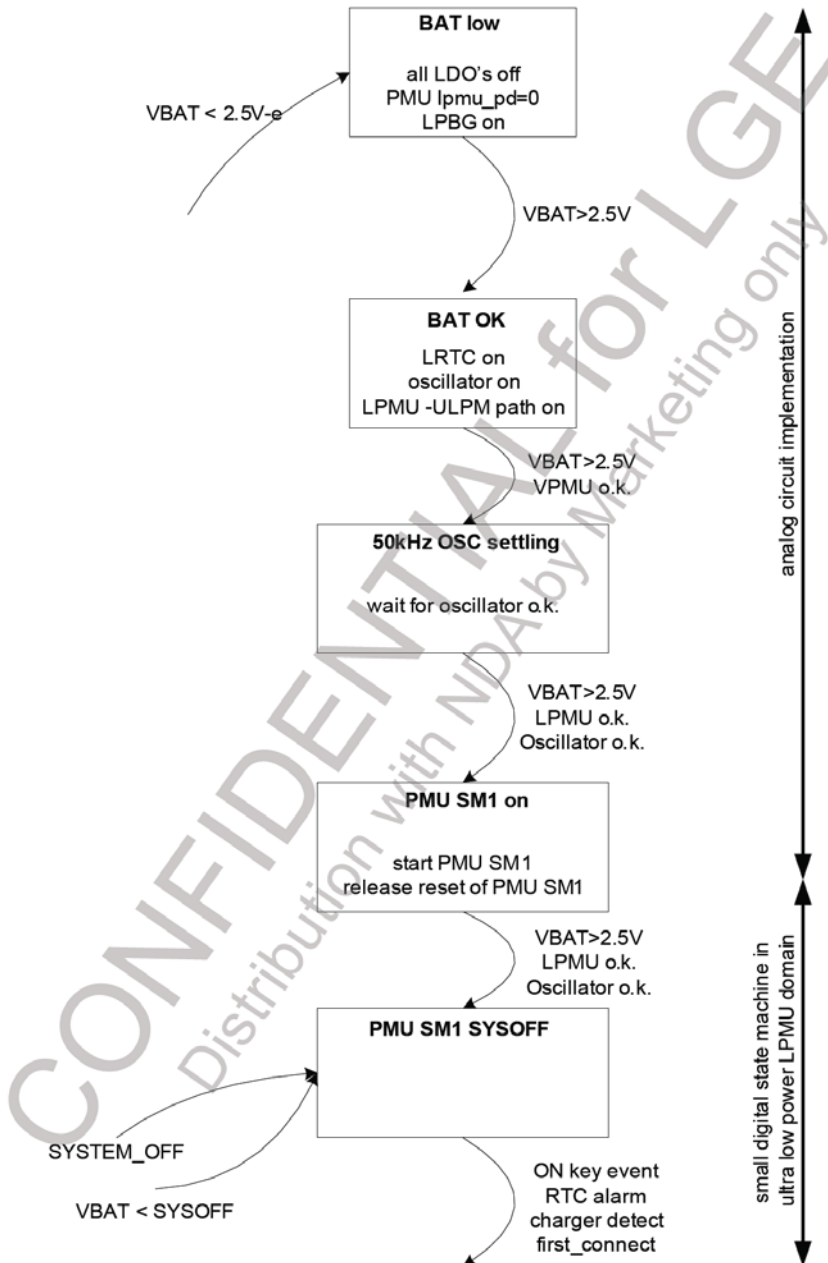 BAT low
all LDO's off
PMU lpmu_pd=0
LPBG on
VBAT < 2.5V-e
VBAT>2.5V
BAT OK
LRTC on
oscillator on
LPMU -ULPM path on
VBAT>2.5V
VPMU o.k.
50kHz OSC settling
wait for oscillator o.k.
VBAT>2.5V
LPMU o.k.
Oscillator o.k.
PMU SM1 on
start PMU SM1
release reset of PMU SM1
VBAT>2.5V
LPMU o.k.
Oscillator o.k.
PMU SM1 SYSOFF
SYSTEM_OFF
VBAT < SYSOFF
ON key event
RTC alarm
charger detect
first_connect
analog circuit implementation
small digital state machine in
ultra low power LPMU domain
CONFIDENTIAL for LGE
Distribution with NDA by Marketing only